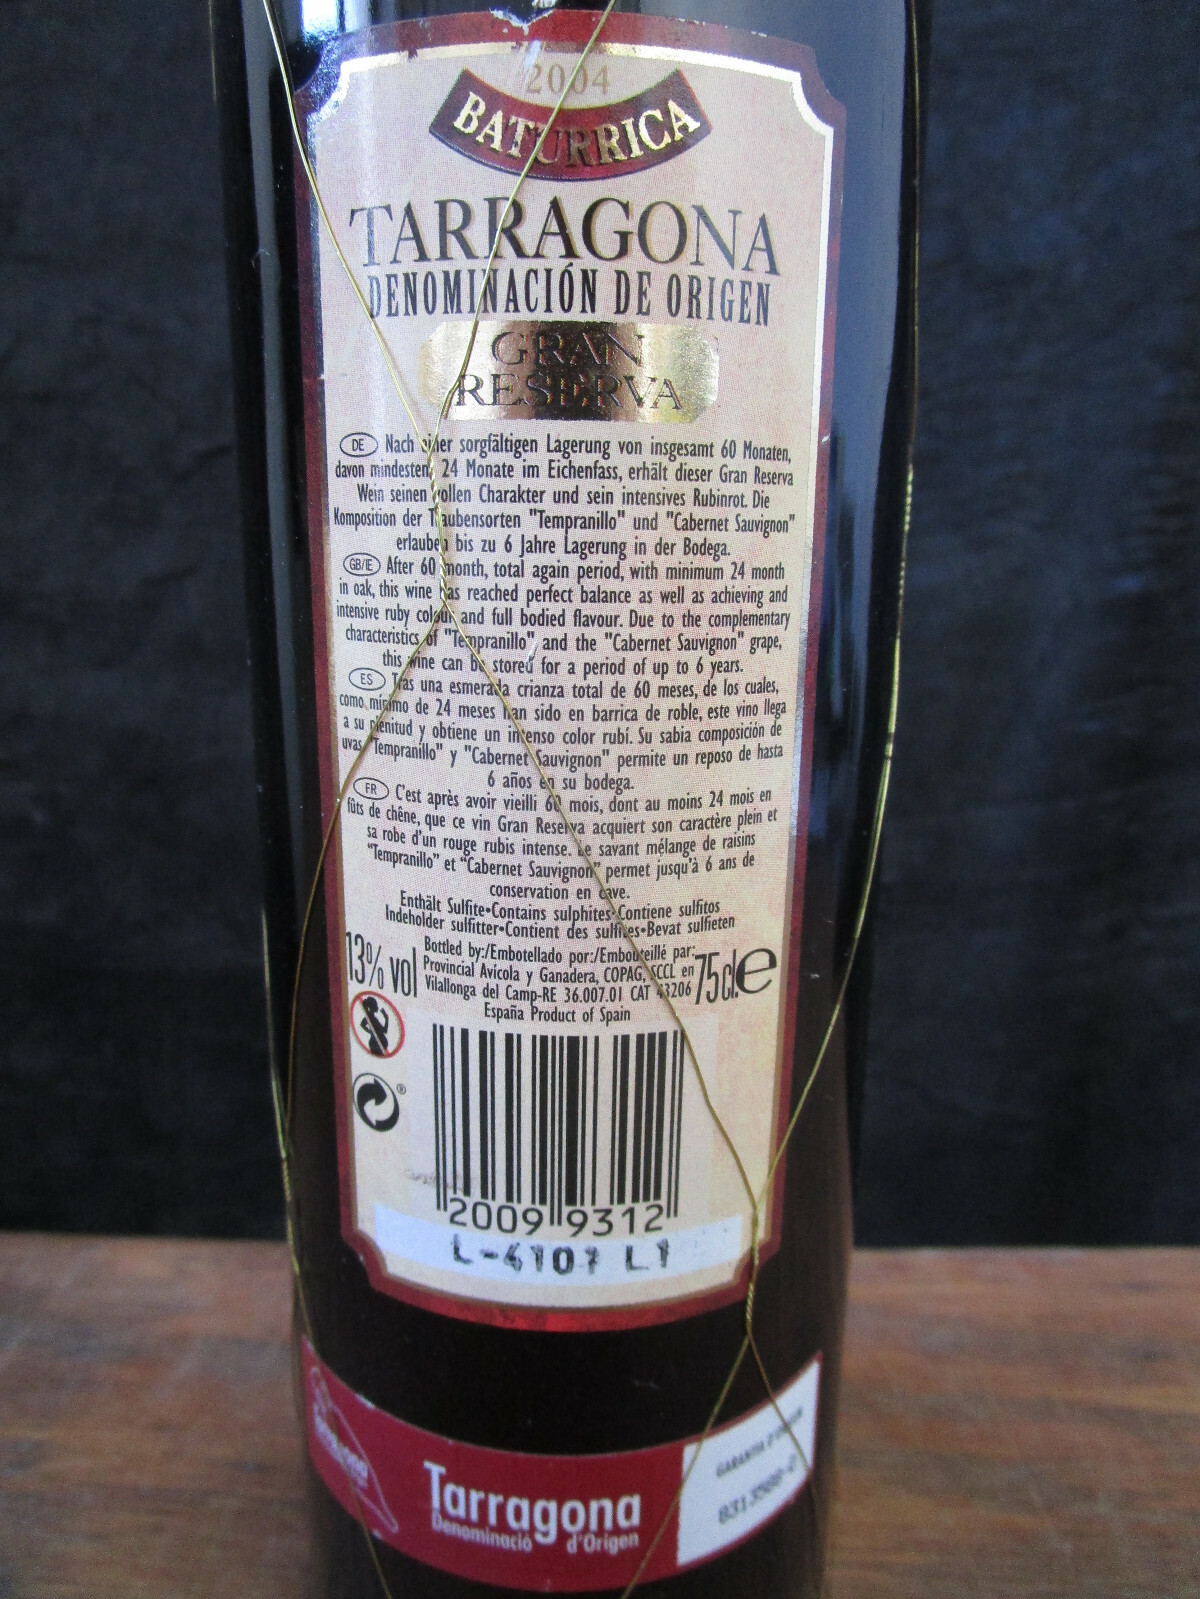 2004
BATURRICA
TARRAGONA
DENOMINACIÓN DE ORIGEN
GRAN
RESERVA
DE Nach einer sorgfältigen Lagerung von insgesamt 60 Monaten,
davon mindesten, 24 Monate im Eichenfass, erhält dieser Gran Reserva
Wein seinen vollen Charakter und sein intensives Rubinrot. Die
Komposition der Traubensorten "Tempranillo" und "Cabernet Sauvignon"
erlauben bis zu 6 Jahre Lagerung in der Bodega.
GB/IE After 60 month, total again period, with minimum 24 month
in oak, this wine has reached perfect balance as well as achieving and
intensive ruby colour and full bodied flavour. Due to the complementary
characteristics of "Tempranillo" and the "Cabernet Sauvignon" grape,
this wine can be stored for a period of up to 6 years.
ES Tras una esmerada crianza total de 60 meses, de los cuales,
como mínimo de 24 meses han sido en barrica de roble, este vino llega
a su plenitud y obtiene un intenso color rubí. Su sabia composición de
uvas "Tempranillo" y "Cabernet Sauvignon" permite un reposo de hasta
6 años en su bodega.
FR C'est après avoir vieilli 60 mois, dont au moins 24 mois en
fûts de chêne, que ce vin Gran Reserva acquiert son caractère plein et
sa robe d'un rouge rubis intense. Le savant mélange de raisins
"Tempranillo" et "Cabernet Sauvignon" permet jusqu'à 6 ans de
conservation en cave.
Enthält Sulfite•Contains sulphites•Contiene sulfitos
Indeholder sulfitter•Contient des sulfites•Bevat sulfieten
13% vol
Bottled by:/Embotellado por:/Embouteillé par:
Provincial Avícola y Ganadera, COPAG, SCCL en
Vilallonga del Camp-RE 36.007.01 CAT 43206
España Product of Spain
75cl.e
®
2009 9312
L-4107 L1
Tarragona
Denominació d'Origen
GARANTIA D'ORIGEN